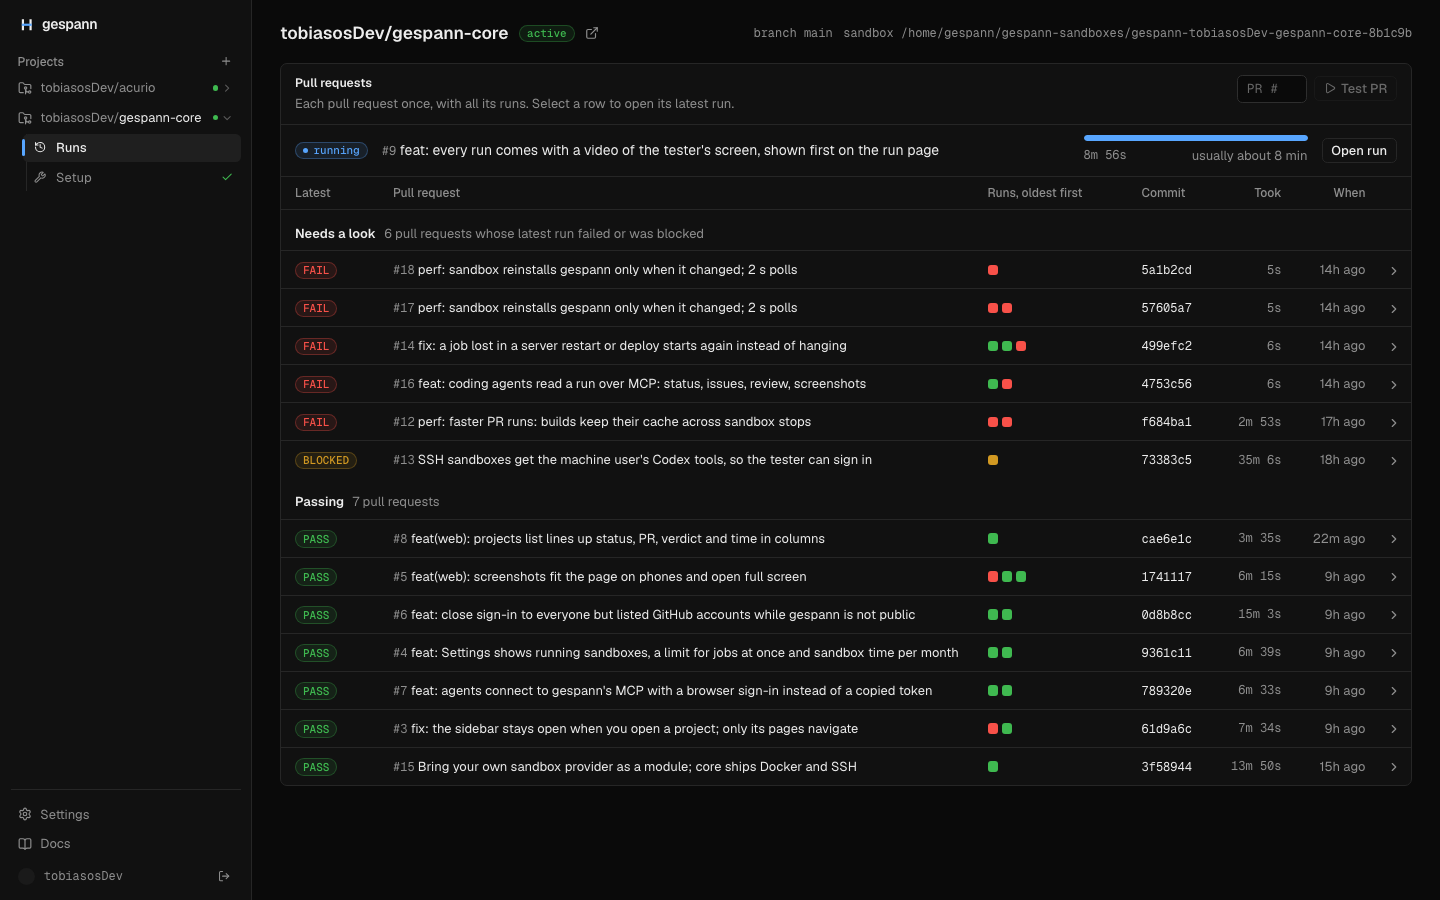 gespann
Projects
tobiasosDev/acurio
tobiasosDev/gespann-core
Runs
Setup
Settings
Docs
tobiasosDev
tobiasosDev/gespann-core active
branch main sandbox /home/gespann/gespann-sandboxes/gespann-tobiasosDev-gespann-core-8b1c9b
Pull requests
Each pull request once, with all its runs. Select a row to open its latest run.
PR # Test PR
running #9 feat: every run comes with a video of the tester's screen, shown first on the run page 8m 56s usually about 8 min Open run
Latest Pull request Runs, oldest first Commit Took When
Needs a look 6 pull requests whose latest run failed or was blocked
FAIL #18 perf: sandbox reinstalls gespann only when it changed; 2 s polls 5a1b2cd 5s 14h ago
FAIL #17 perf: sandbox reinstalls gespann only when it changed; 2 s polls 57605a7 5s 14h ago
FAIL #14 fix: a job lost in a server restart or deploy starts again instead of hanging 499efc2 6s 14h ago
FAIL #16 feat: coding agents read a run over MCP: status, issues, review, screenshots 4753c56 6s 14h ago
FAIL #12 perf: faster PR runs: builds keep their cache across sandbox stops f684ba1 2m 53s 17h ago
BLOCKED #13 SSH sandboxes get the machine user's Codex tools, so the tester can sign in 73383c5 35m 6s 18h ago
Passing 7 pull requests
PASS #8 feat(web): projects list lines up status, PR, verdict and time in columns cae6e1c 3m 35s 22m ago
PASS #5 feat(web): screenshots fit the page on phones and open full screen 1741117 6m 15s 9h ago
PASS #6 feat: close sign-in to everyone but listed GitHub accounts while gespann is not public 0d8b8cc 15m 3s 9h ago
PASS #4 feat: Settings shows running sandboxes, a limit for jobs at once and sandbox time per month 9361c11 6m 39s 9h ago
PASS #7 feat: agents connect to gespann's MCP with a browser sign-in instead of a copied token 789320e 6m 33s 9h ago
PASS #3 fix: the sidebar stays open when you open a project; only its pages navigate 61d9a6c 7m 34s 9h ago
PASS #15 Bring your own sandbox provider as a module; core ships Docker and SSH 3f58944 13m 50s 15h ago